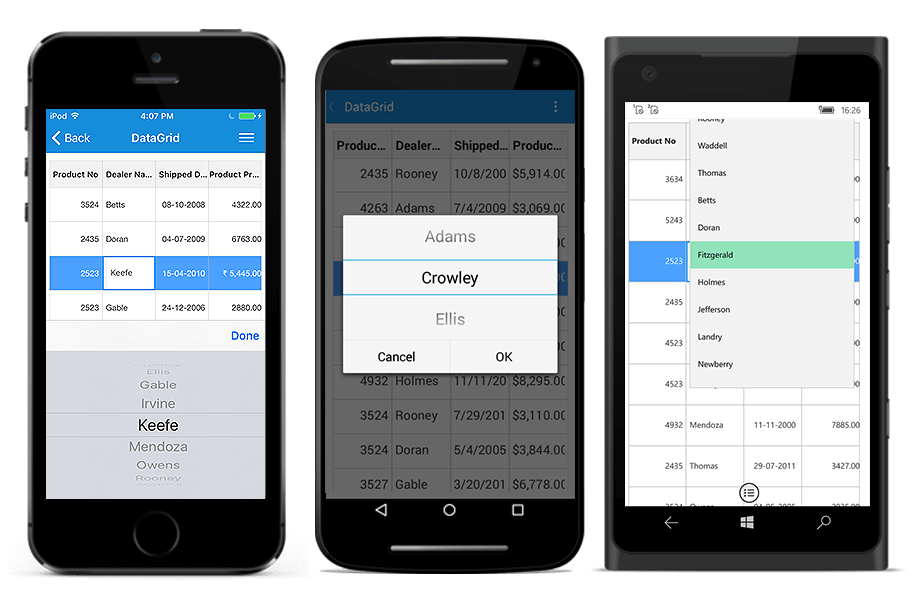 iPod 4:07 PM
Back DataGrid
Product No Dealer Na... Shipped D... Product Pr...
3524 Betts 08-10-2008 4322.00
2435 Doran 04-07-2009 6763.00
2523 Keefe 15-04-2010 ₹ 5,445.00
2523 Gable 24-12-2006 2880.00
Done
Ellis
Gable
Irvine
Keefe
Mendoza
Owens
Rooney
DataGrid
Produc... Dealer... Shipped... Produc...
2435 Rooney 10/8/200 $5,914.00
4263 Adams 7/4/2009 $3,069.00
Adams
Crowley
Ellis
Cancel OK
4932 Holmes 11/11/20 $8,295.00
3524 Rooney 7/29/201 $3,110.00
3524 Doran 5/4/2005 $3,844.00
3527 Gable 3/20/201 $6,778.00
16:26
Rooney
Product No Waddell
3634 Thomas
Betts
5243 Doran
2523 Fitzgerald
Holmes
2435 Jefferson
4523 Landry
4523 Newberry
4932 Mendoza 11-11-2000 7885.00
2435 Thomas 29-07-2011 3427.00